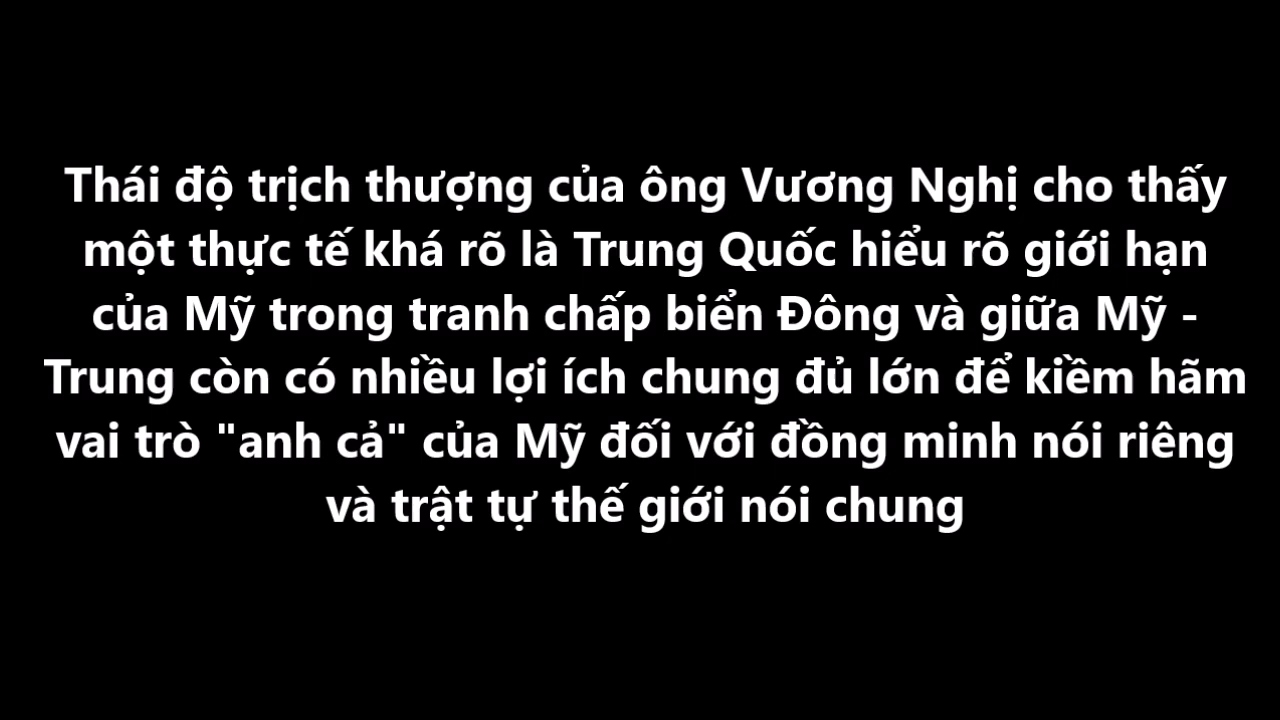 Thái độ trịch thượng của ông Vương Nghị cho thấy
một thực tế khá rõ là Trung Quốc hiểu rõ giới hạn
của Mỹ trong tranh chấp biển Đông và giữa Mỹ -
Trung còn có nhiều lợi ích chung đủ lớn để kiềm hãm
vai trò "anh cả" của Mỹ đối với đồng minh nói riêng
và trật tự thế giới nói chung